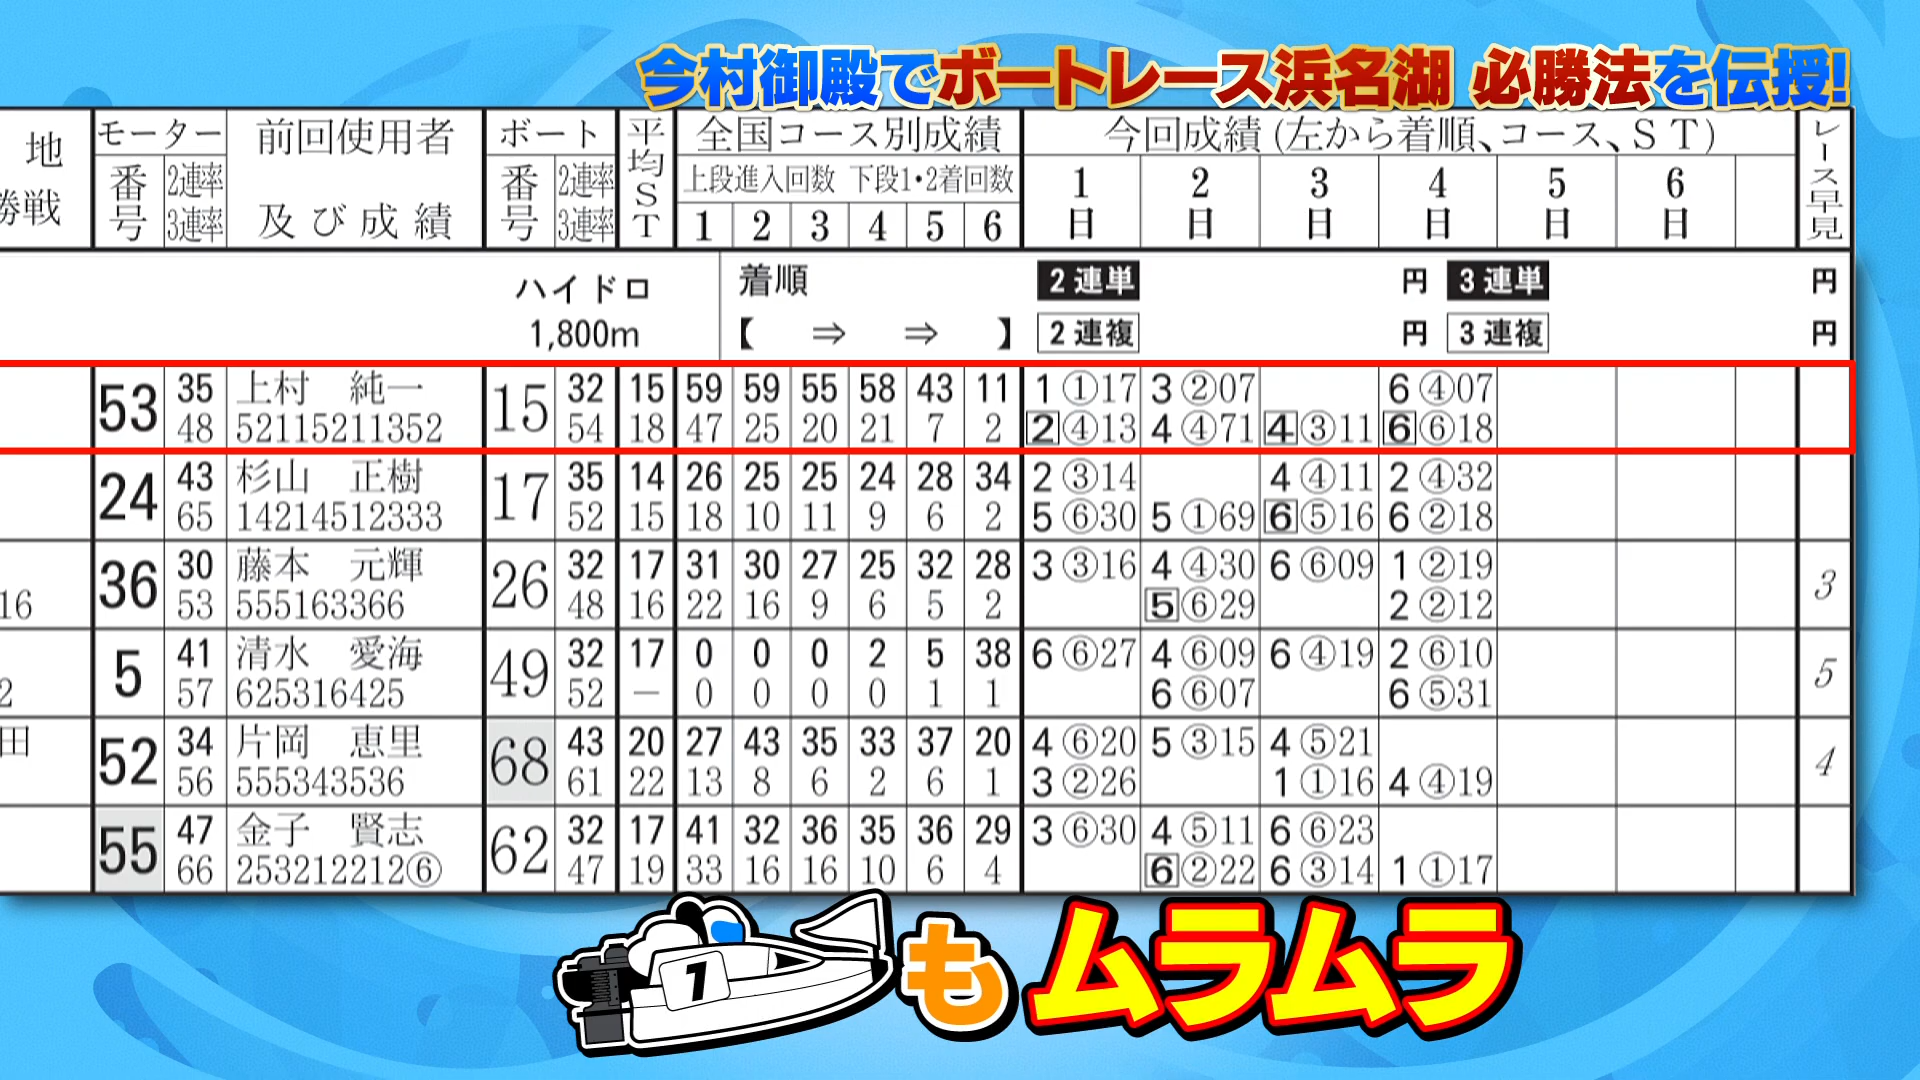 今村御殿でボートレース浜名湖 必勝法を伝授!
地 モーター 前回使用者 ボート 平均ST 全国コース別成績 今回成績(左から着順、コース、ST) レース早見
勝戦 番号 2連率 3連率 及び成績 番号 2連率 3連率 上段進入回数 下段1・2着回数 1日 2日 3日 4日 5日 6日
1 2 3 4 5 6
ハイドロ 着順 2連単 円 3連単 円
1,800m 【 ⇒ ⇒ 】 2連複 円 3連複 円
53 35 上村 純一 15 32 15 59 59 55 58 43 11 1①17 3②07 6④07
48 52115211352 54 18 47 25 20 21 7 2 2④13 4④71 4③11 6⑥18
24 43 杉山 正樹 17 35 14 26 25 25 24 28 34 2③14 4④11 2④32
65 14214512333 52 15 18 10 11 9 6 2 5⑥30 5①69 6⑤16 6②18
36 30 藤本 元輝 26 32 17 31 30 27 25 32 28 3③16 4④30 6⑥09 1②19 3
16 53 555163366 48 16 22 16 9 6 5 2 5⑥29 2②12
5 41 清水 愛海 49 32 17 0 0 0 2 5 38 6⑥27 4⑥09 6④19 2⑥10 5
2 57 625316425 52 － 0 0 0 0 1 1 6⑥07 6⑤31
田 52 34 片岡 恵里 68 43 20 27 43 35 33 37 20 4⑥20 5③15 4⑤21 4
56 555343536 61 22 13 8 6 2 6 1 3②26 1①16 4④19
55 47 金子 賢志 62 32 17 41 32 36 35 36 29 3⑥30 4⑤11 6⑥23
66 253212212⑥ 47 19 33 16 16 10 6 4 6②22 6③14 1①17
1 もムラムラ